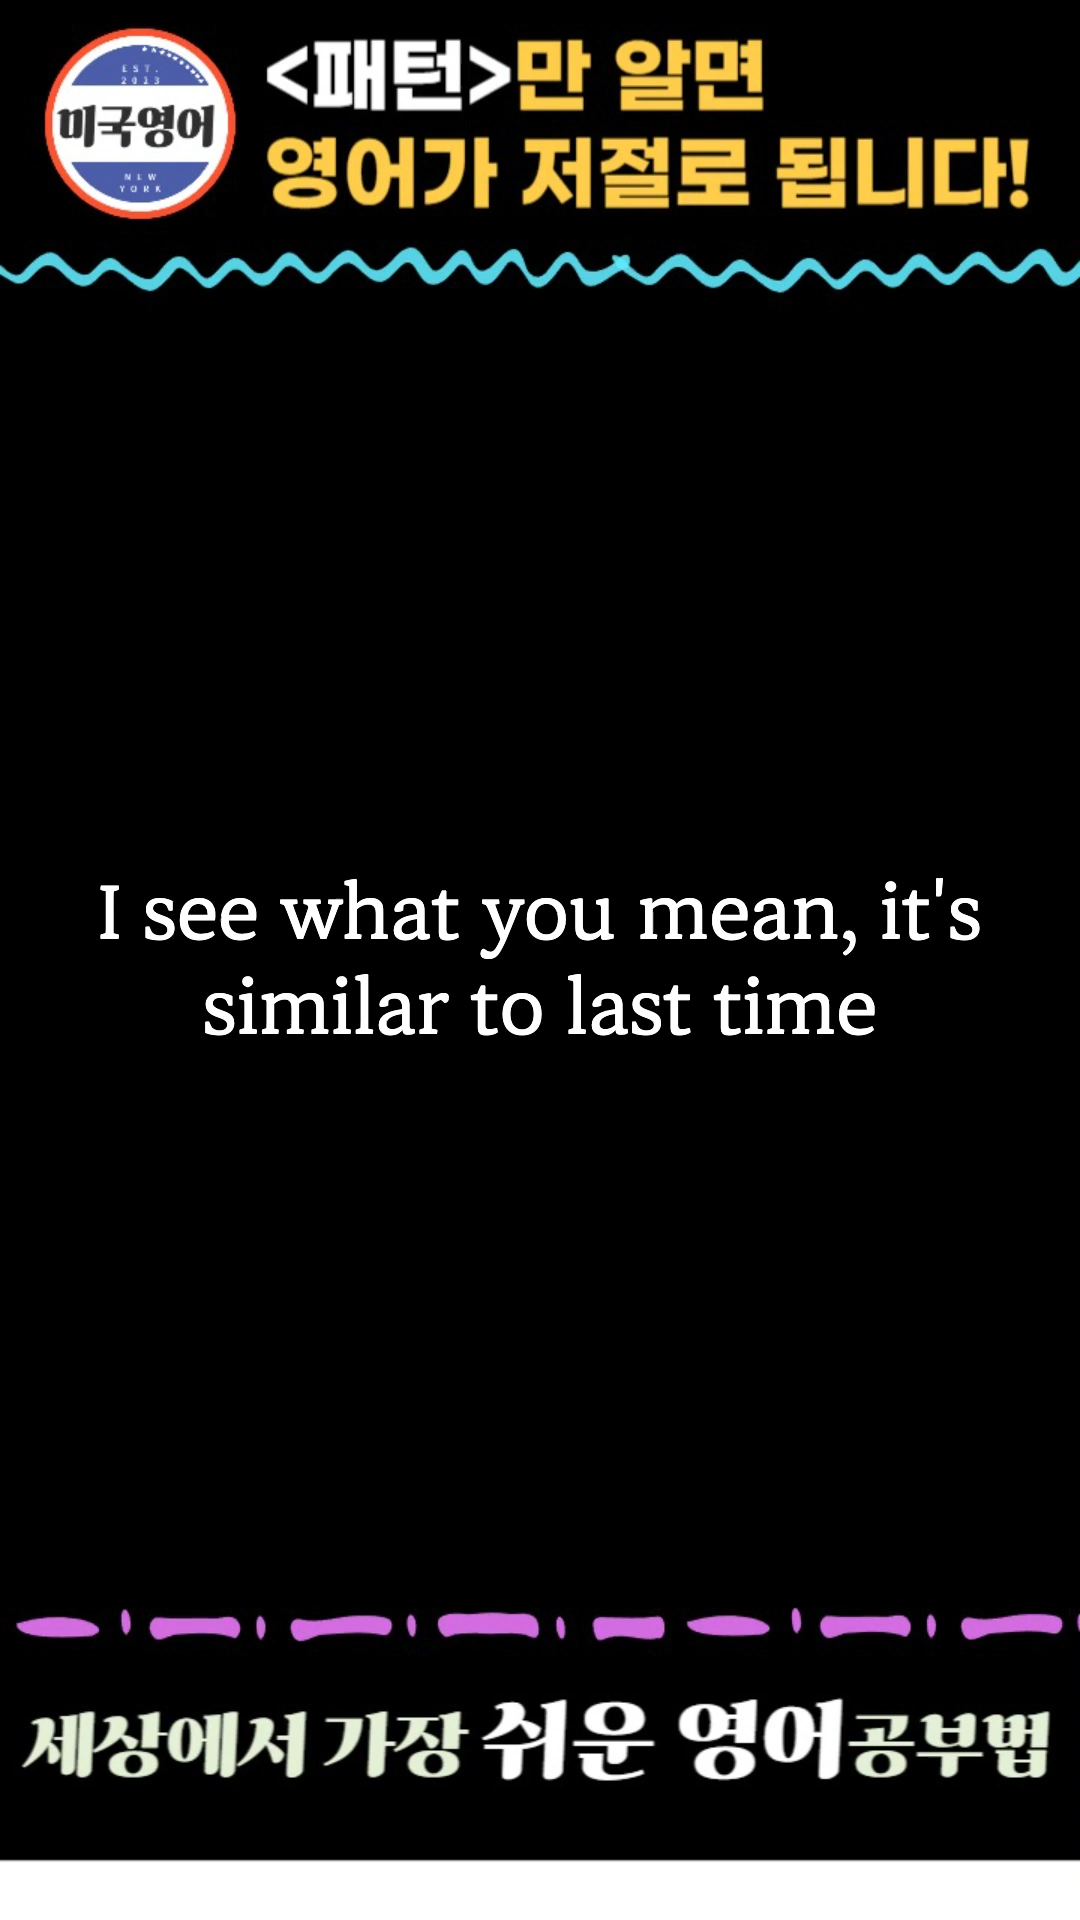 EST.
2023
미국영어
NEW
YORK
<패턴>만 알면
영어가 저절로 됩니다!
I see what you mean, it's
similar to last time
세상에서 가장 쉬운 영어공부법